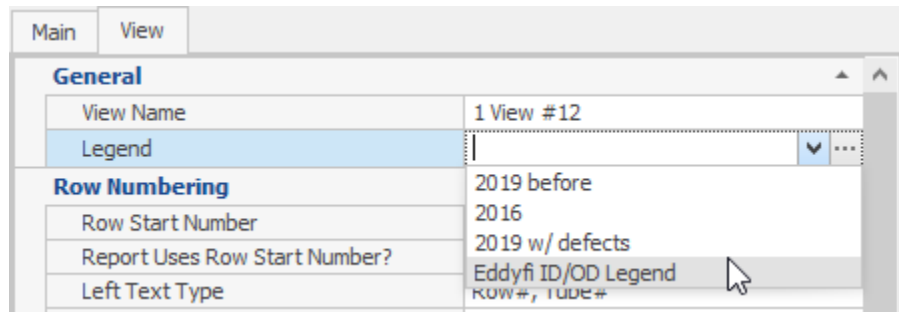 Main View
General
View Name 1 View #12
Legend
2019 before
Row Numbering
2016
Row Start Number
2019 w/ defects
Report Uses Row Start Number?
Eddyfi ID/OD Legend
Left Text Type Row#, Tube#